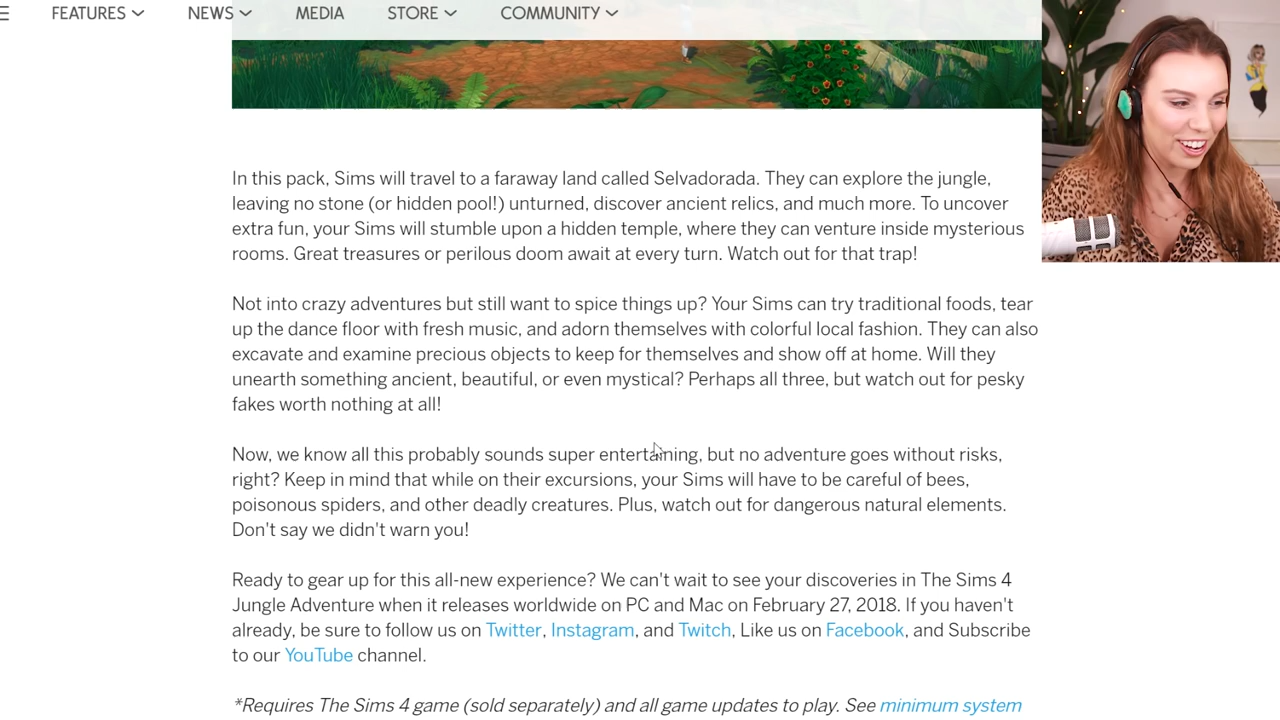 FEATURES NEWS MEDIA STORE COMMUNITY
In this pack, Sims will travel to a faraway land called Selvadorada. They can explore the jungle,
leaving no stone (or hidden pool!) unturned, discover ancient relics, and much more. To uncover
extra fun, your Sims will stumble upon a hidden temple, where they can venture inside mysterious
rooms. Great treasures or perilous doom await at every turn. Watch out for that trap!
Not into crazy adventures but still want to spice things up? Your Sims can try traditional foods, tear
up the dance floor with fresh music, and adorn themselves with colorful local fashion. They can also
excavate and examine precious objects to keep for themselves and show off at home. Will they
unearth something ancient, beautiful, or even mystical? Perhaps all three, but watch out for pesky
fakes worth nothing at all!
Now, we know all this probably sounds super entertaining, but no adventure goes without risks,
right? Keep in mind that while on their excursions, your Sims will have to be careful of bees,
poisonous spiders, and other deadly creatures. Plus, watch out for dangerous natural elements.
Don't say we didn't warn you!
Ready to gear up for this all-new experience? We can't wait to see your discoveries in The Sims 4
Jungle Adventure when it releases worldwide on PC and Mac on February 27, 2018. If you haven't
already, be sure to follow us on Twitter, Instagram, and Twitch, Like us on Facebook, and Subscribe
to our YouTube channel.
*Requires The Sims 4 game (sold separately) and all game updates to play. See minimum system